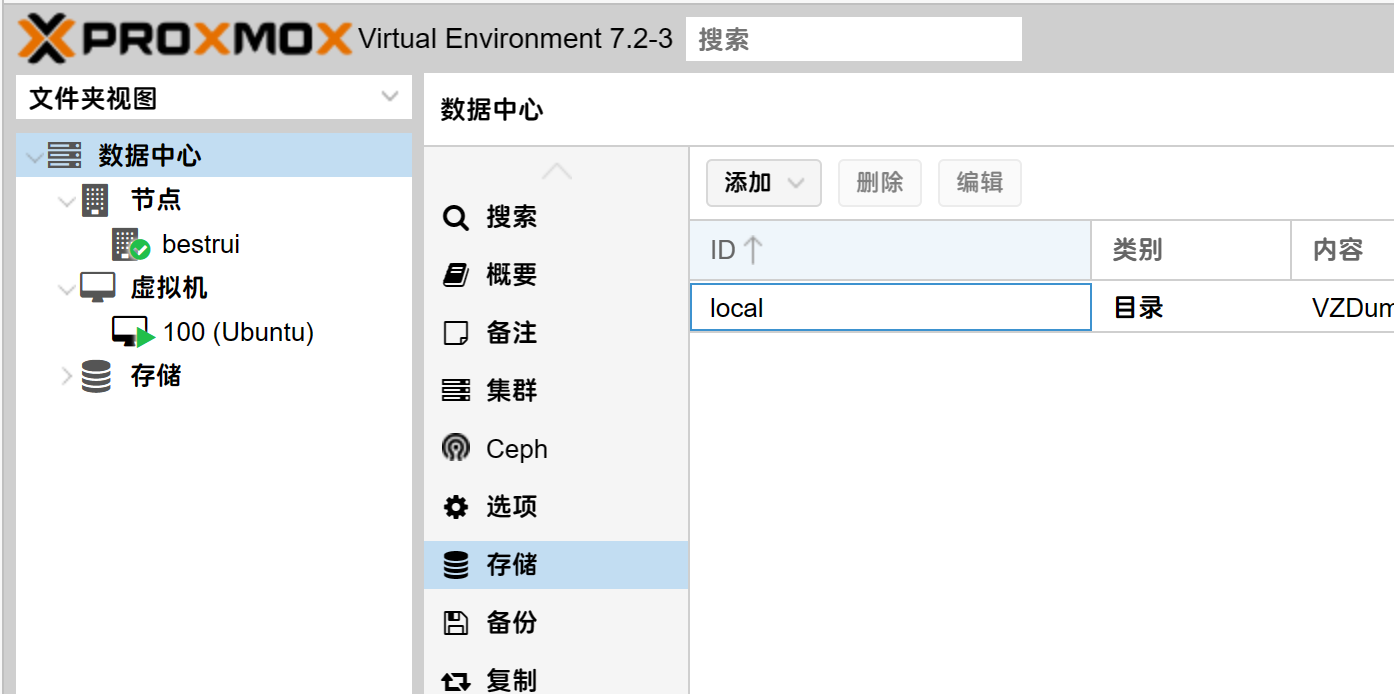 PROXMOX Virtual Environment 7.2-3 搜索
文件夹视图
数据中心
节点
bestrui
虚拟机
100 (Ubuntu)
存储
数据中心
搜索
概要
备注
集群
Ceph
选项
存储
备份
复制
添加 删除 编辑
ID 类别 内容
local 目录 VZDum